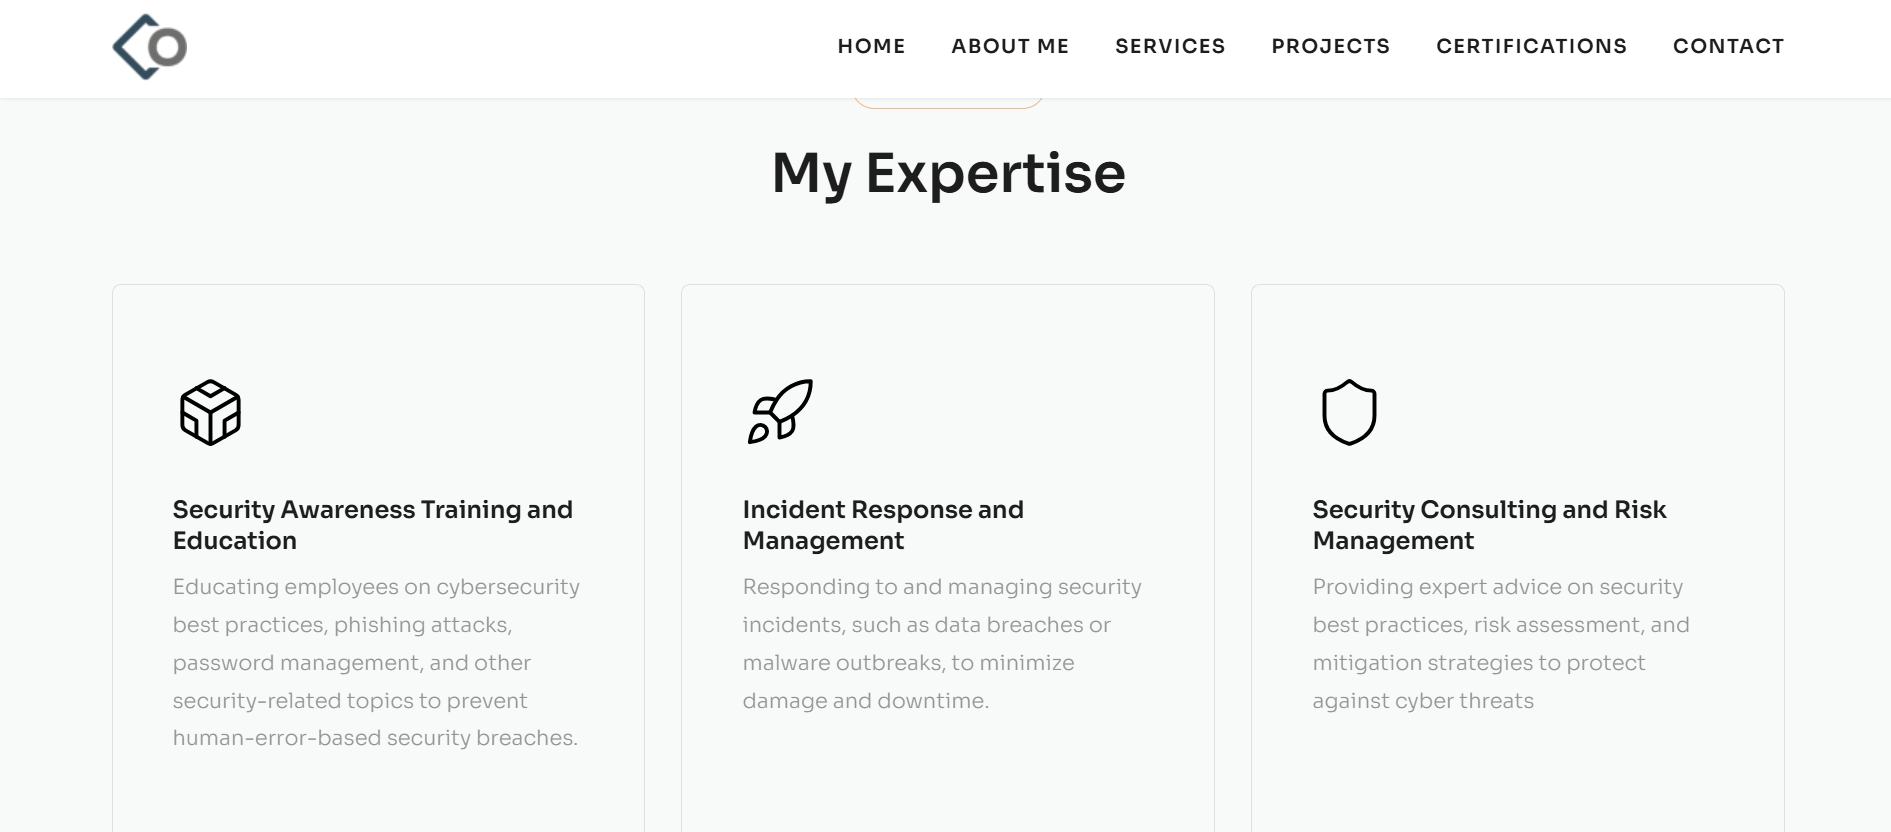 HOME ABOUT ME SERVICES PROJECTS CERTIFICATIONS CONTACT
My Expertise
Security Awareness Training and
Education
Educating employees on cybersecurity
best practices, phishing attacks,
password management, and other
security-related topics to prevent
human-error-based security breaches.
Incident Response and
Management
Responding to and managing security
incidents, such as data breaches or
malware outbreaks, to minimize
damage and downtime.
Security Consulting and Risk
Management
Providing expert advice on security
best practices, risk assessment, and
mitigation strategies to protect
against cyber threats